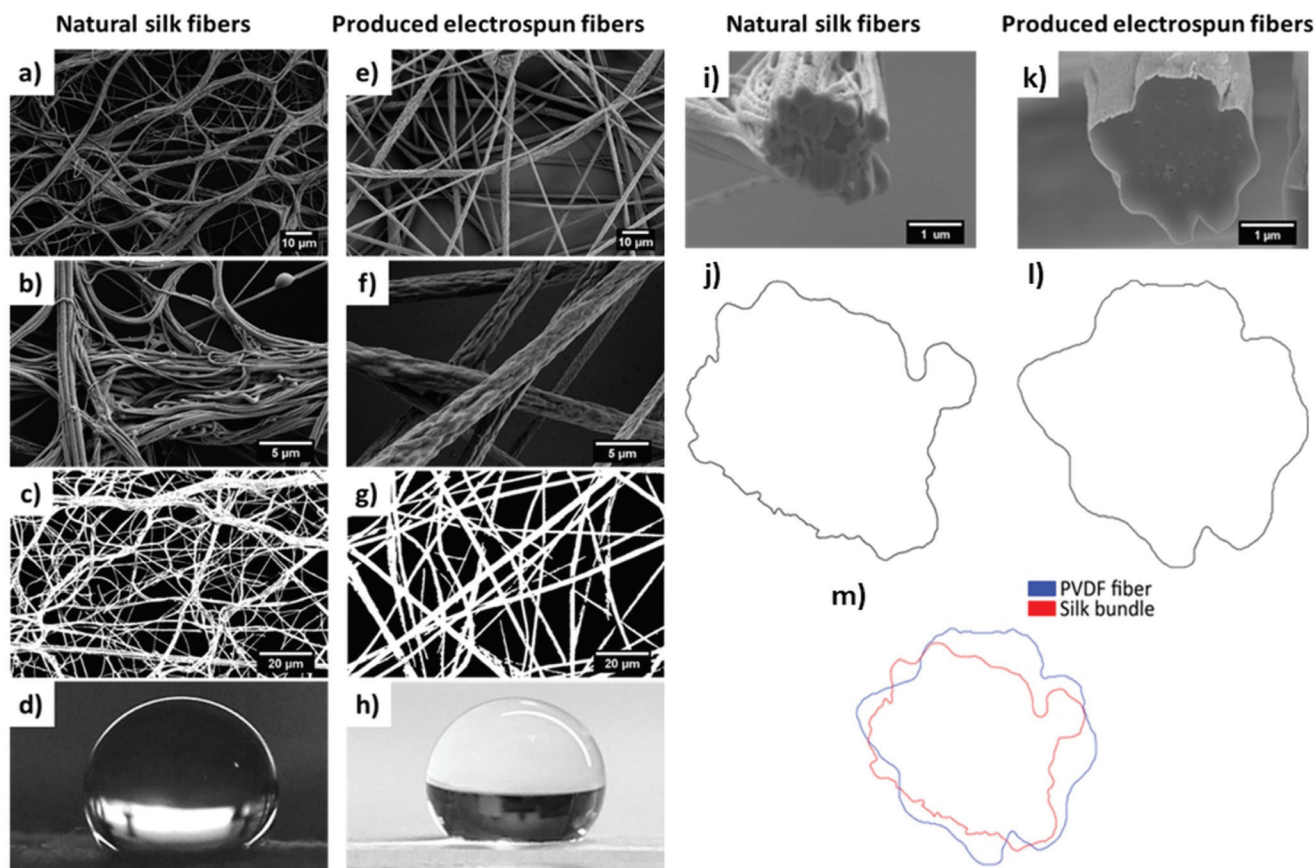 Natural silk fibers
Produced electrospun fibers
Natural silk fibers
Produced electrospun fibers
a)
10 µm
e)
10 µm
i)
1 um
k)
1 µm
b)
5 µm
f)
5 µm
j)
l)
c)
20 µm
g)
20 µm
m)
PVDF fiber
Silk bundle
d)
h)